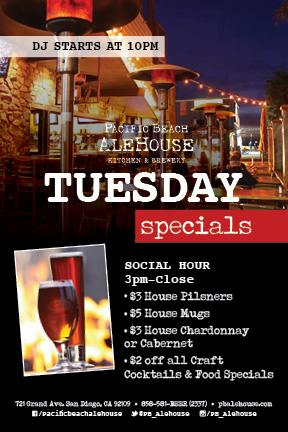 DJ STARTS AT 10PM
PACIFIC BEACH
ALEHOUSE
KITCHEN & BREWERY
TUESDAY
specials
SOCIAL HOUR
3pm-Close
• $3 House Pilsners
• $5 House Mugs
• $3 House Chardonnay
or Cabernet
• $2 off all Craft
Cocktails & Food Specials
721 Grand Ave. San Diego, CA 92109 • 858-581-BEER (2337) • pbalehouse.com
/pacificbeachalehouse @PB_Alehouse @PB_Alehouse